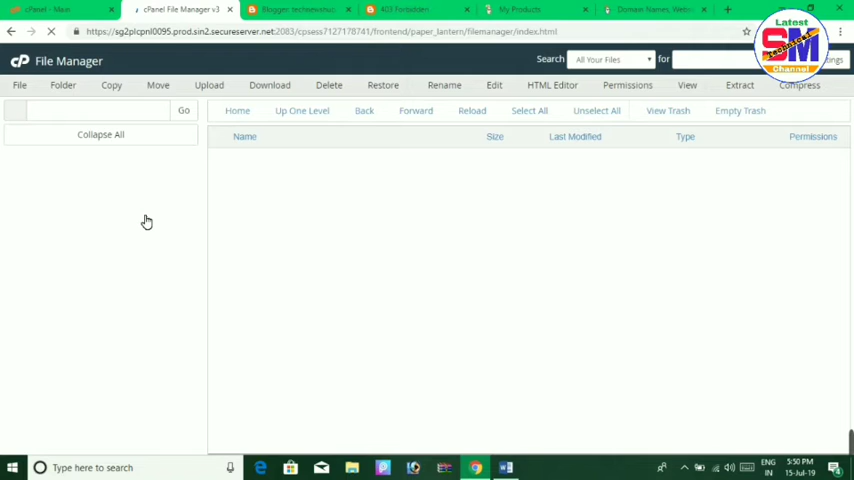 cPanel - Main
cPanel File Manager v3
Blogger: technewshub
403 Forbidden
My Products
Domain Names, Websi
https://sg2plcpnl0095.prod.sin2.secureserver.net:2083/cpsess7127178741/frontend/paper_lantern/filemanager/index.html
Latest
SM
Technical
Channel
cP File Manager
Search
All Your Files
for
ttings
File
Folder
Copy
Move
Upload
Download
Delete
Restore
Rename
Edit
HTML Editor
Permissions
View
Extract
Compress
Go
Home
Up One Level
Back
Forward
Reload
Select All
Unselect All
View Trash
Empty Trash
Collapse All
Name
Size
Last Modified
Type
Permissions
Type here to search
ENG
IN
5:50 PM
15-Jul-19
4